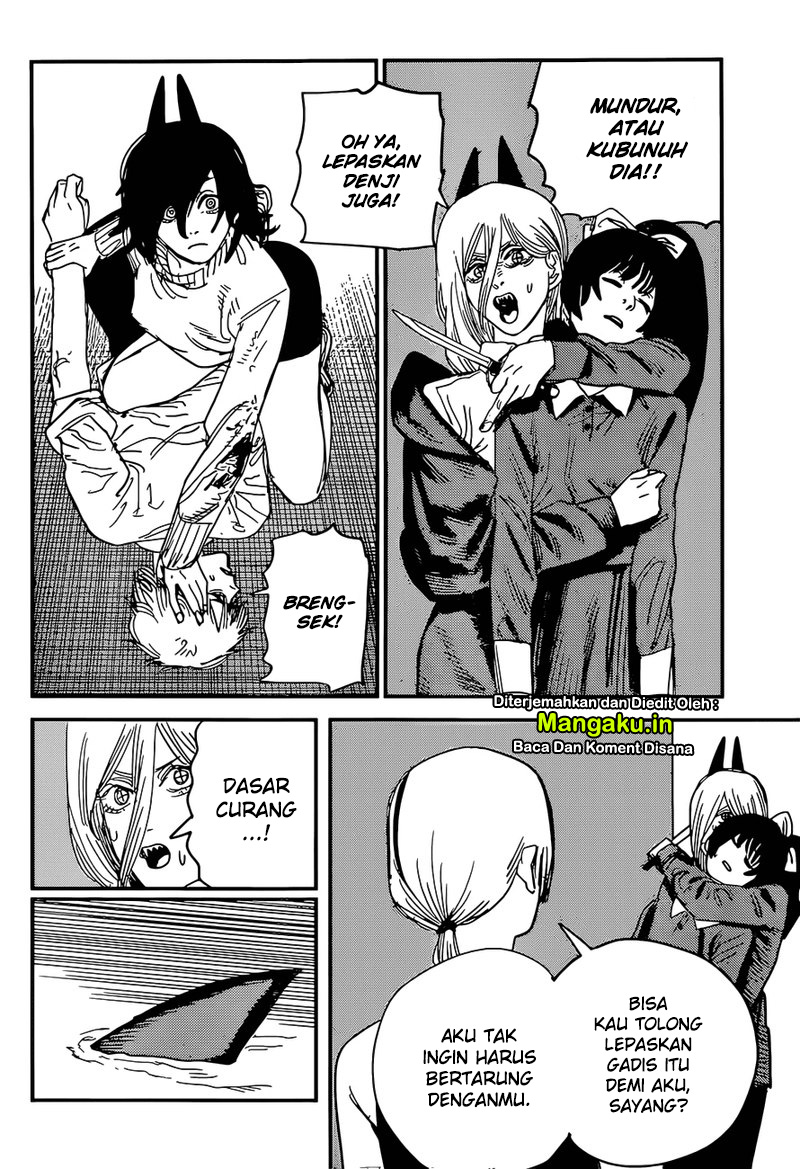 MUNDUR,
ATAU
KUBUNUH
DIA!!
OH YA,
LEPASKAN
DENJI
JUGA!
BRENG-
SEK!
Diterjemahkan dan Diedit Oleh :
Mangaku.in
Baca Dan Koment Disana
DASAR
CURANG
...!
BISA
KAU TOLONG
LEPASKAN
GADIS ITU
DEMI AKU,
SAYANG?
AKU TAK
INGIN HARUS
BERTARUNG
DENGANMU.